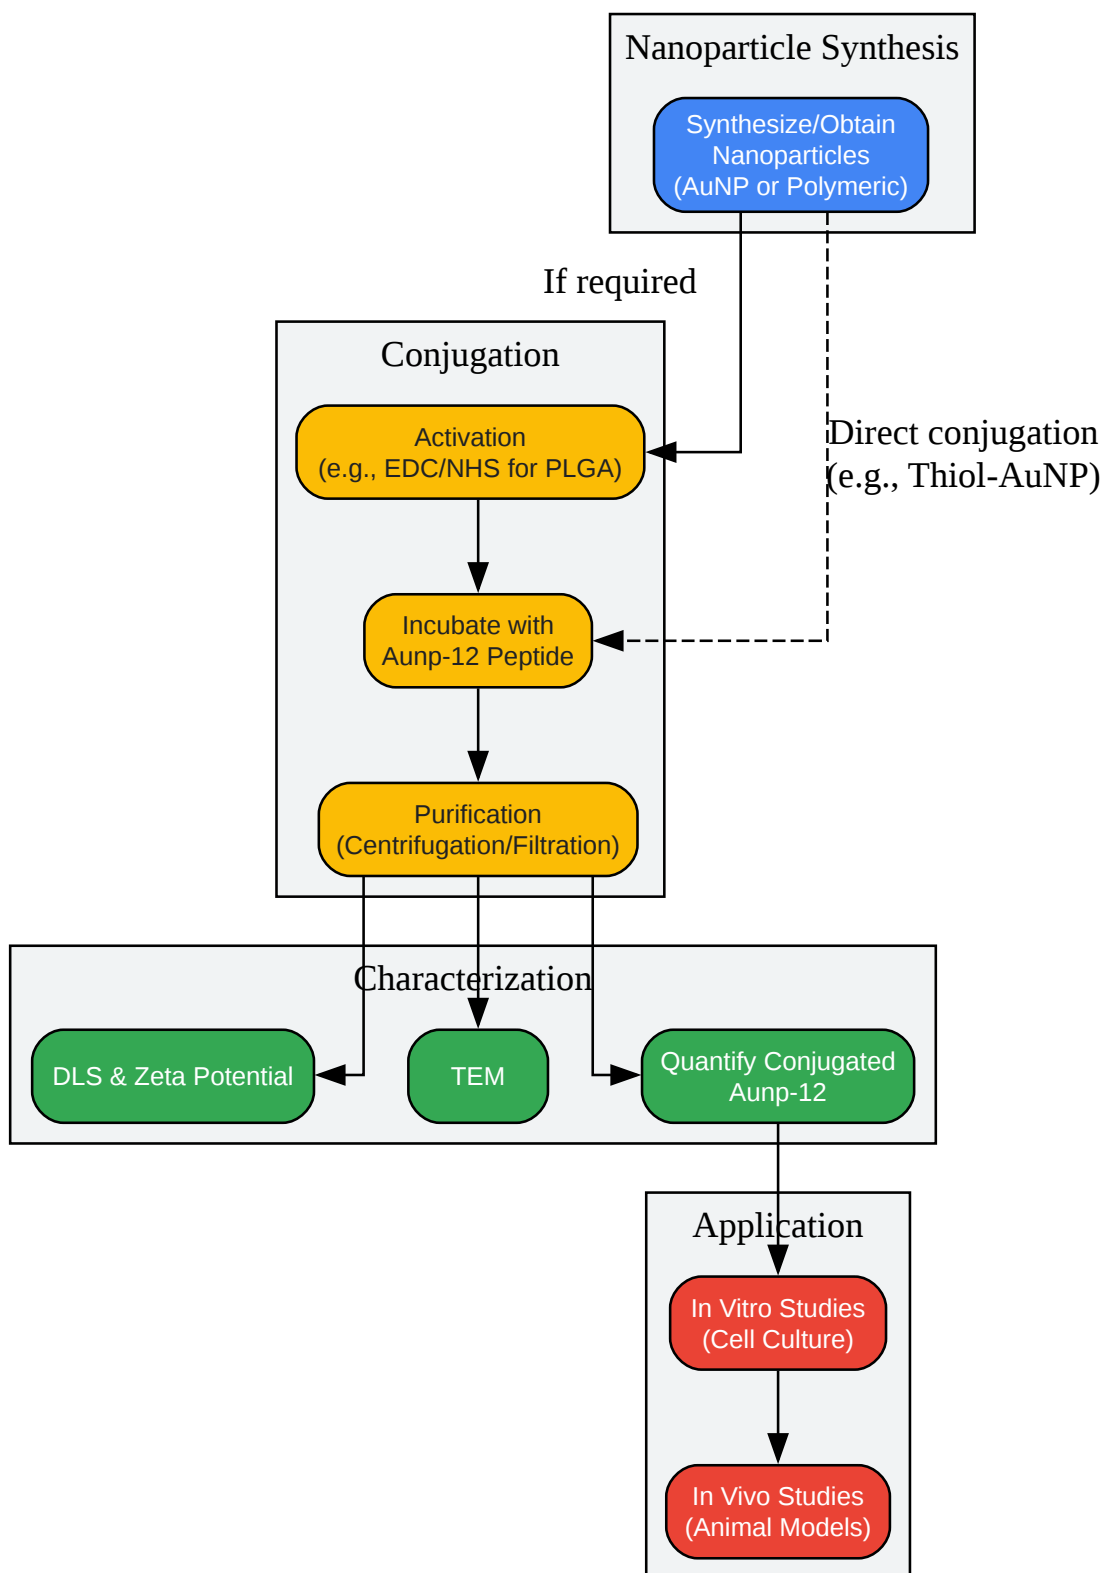 Nanoparticle Synthesis
Synthesize/Obtain
Nanoparticles
(AuNP or Polymeric)
If required
Conjugation
Activation
(e.g., EDC/NHS for PLGA)
Direct conjugation
(e.g., Thiol-AuNP)
Incubate with
Aunp-12 Peptide
Purification
(Centrifugation/Filtration)
Characterization
DLS & Zeta Potential
TEM
Quantify Conjugated
Aunp-12
Application
In Vitro Studies
(Cell Culture)
In Vivo Studies
(Animal Models)